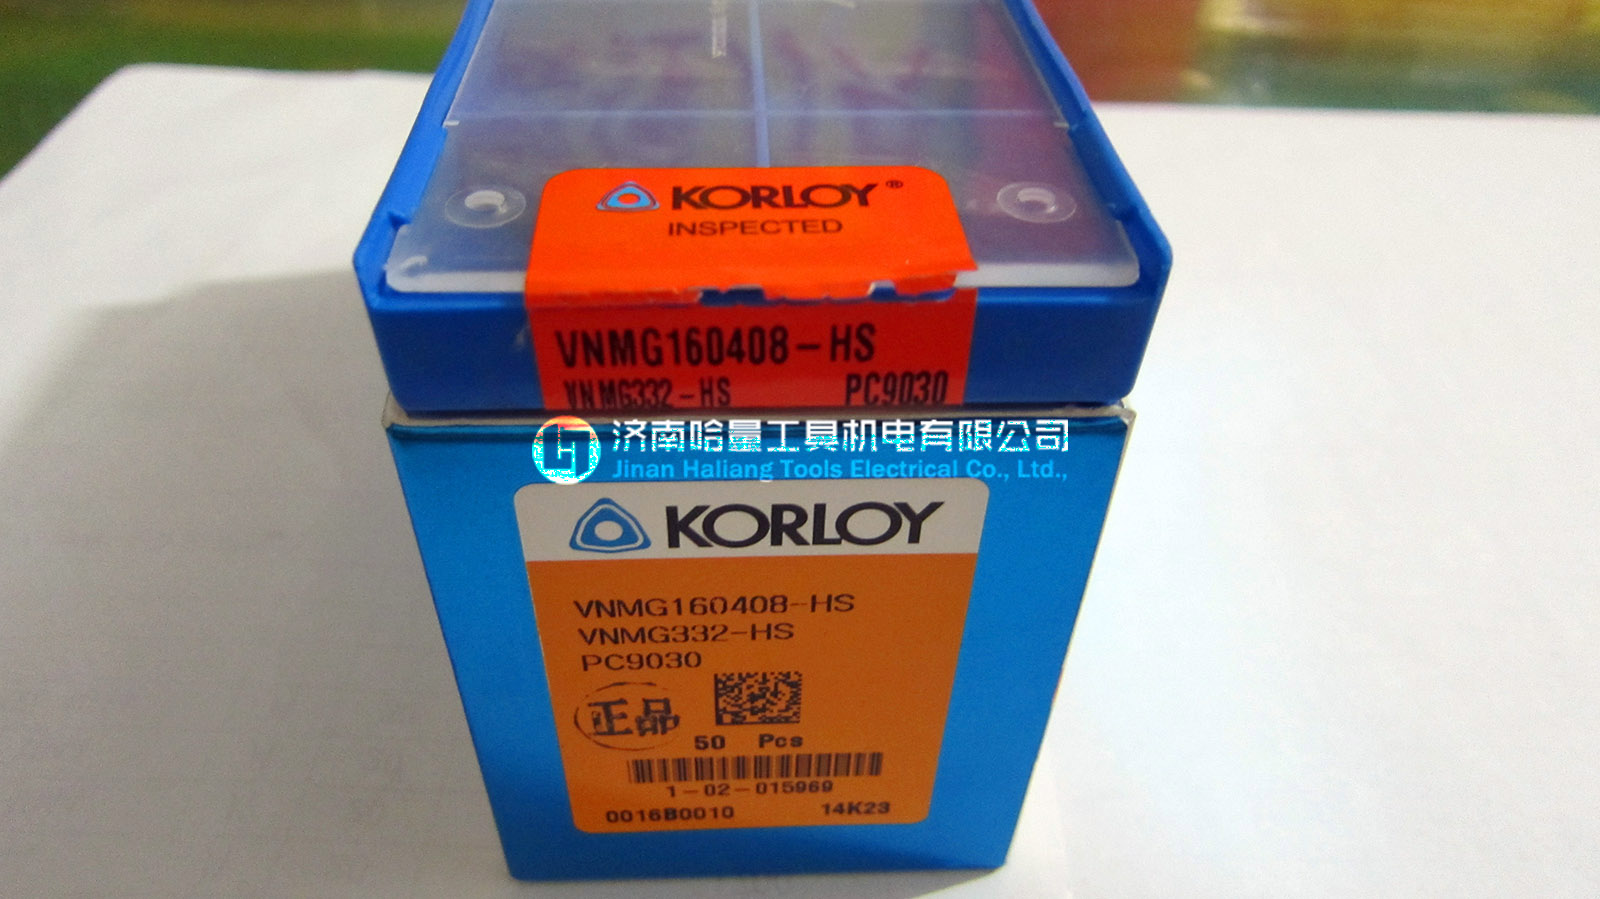 KORLOY®
INSPECTED
VNMG160408-HS
VNMG332-HS PC9030
济南哈量工具机电有限公司
Jinan Haliang Tools Electrical Co., Ltd.,
KORLOY
VNMG160408-HS
VNMG332-HS
PC9030
正品
50 Pcs
1-02-015969
0016B0010 14K23